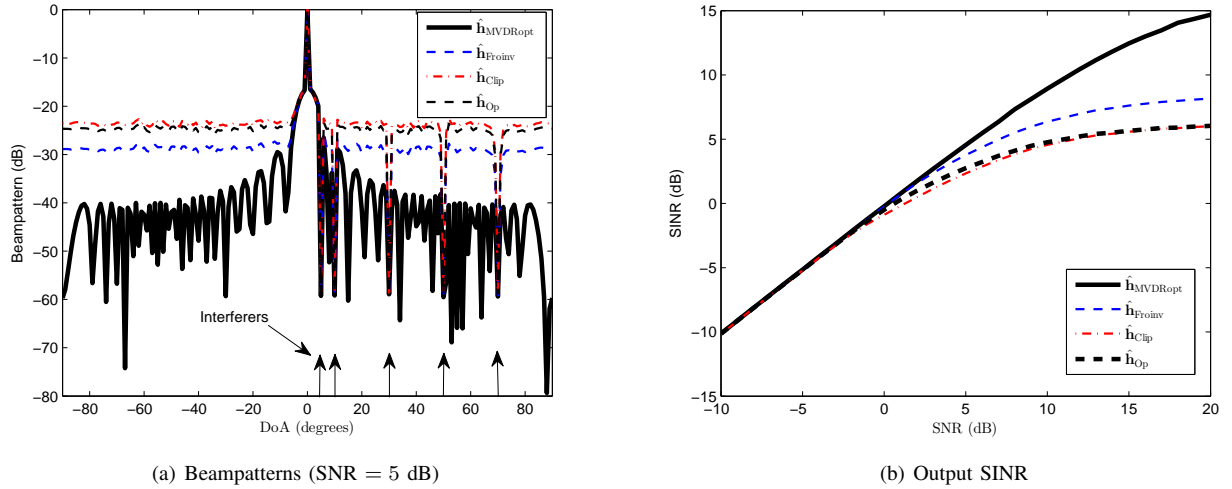 0
−10
−20
−30
−40
−50
−60
−70
−80
Beampattern (dB)
−80 −60 −40 −20 0 20 40 60 80
DoA (degrees)
ĥMVDRopt
ĥFroinv
ĥClip
ĥOp
Interferers
(a) Beampatterns (SNR = 5 dB)
15
10
5
0
−5
−10
−15
SINR (dB)
−10 −5 0 5 10 15 20
SNR (dB)
ĥMVDRopt
ĥFroinv
ĥClip
ĥOp
(b) Output SINR